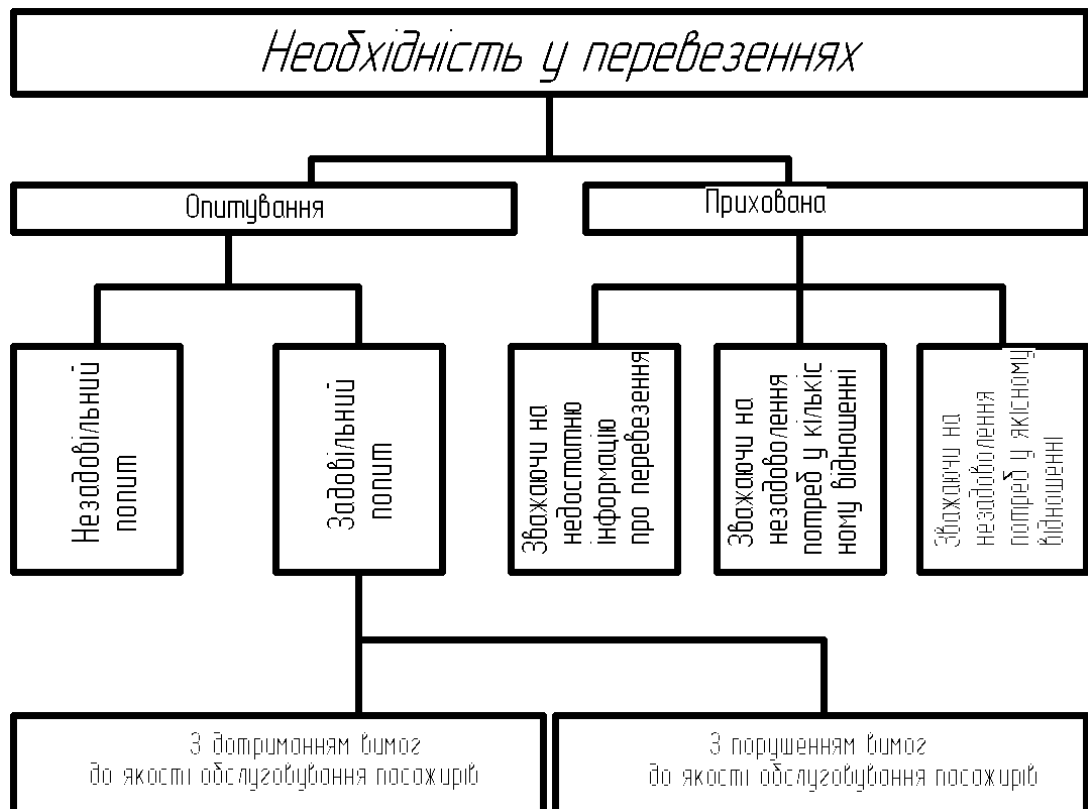 Необхідність у перевезеннях
Опитування
Прихована
Незадовільний
попит
Задовільний
попит
Зважаючи на
недостатню
інформацію
про перевезення
Зважаючи на
незадоволення
потреб у кількіс
ному відношенні
Зважаючи на
незадоволення
потреб у якісному
відношенні
З дотриманням вимог
до якості обслуговування пасажирів
З порушенням вимог
до якості обслуговування пасажирів